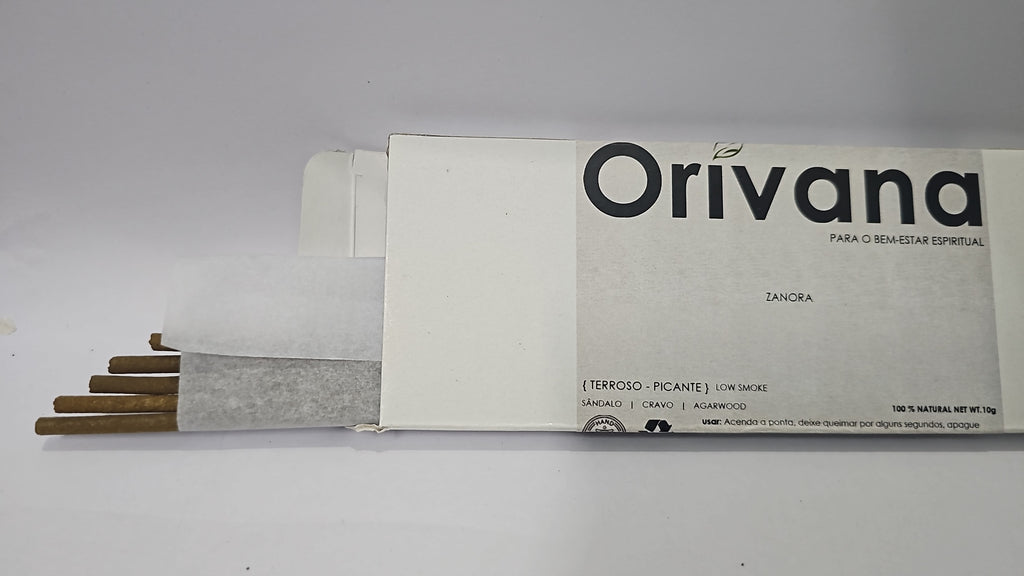 Orivana
PARA O BEM-ESTAR ESPIRITUAL
ZANORA
{ TERROSO - PICANTE } LOW SMOKE
SÂNDALO | CRAVO | AGARWOOD
100 % NATURAL NET WT.10g
HAND
usar: Acenda a ponta, deixe queimar por alguns segundos, apague